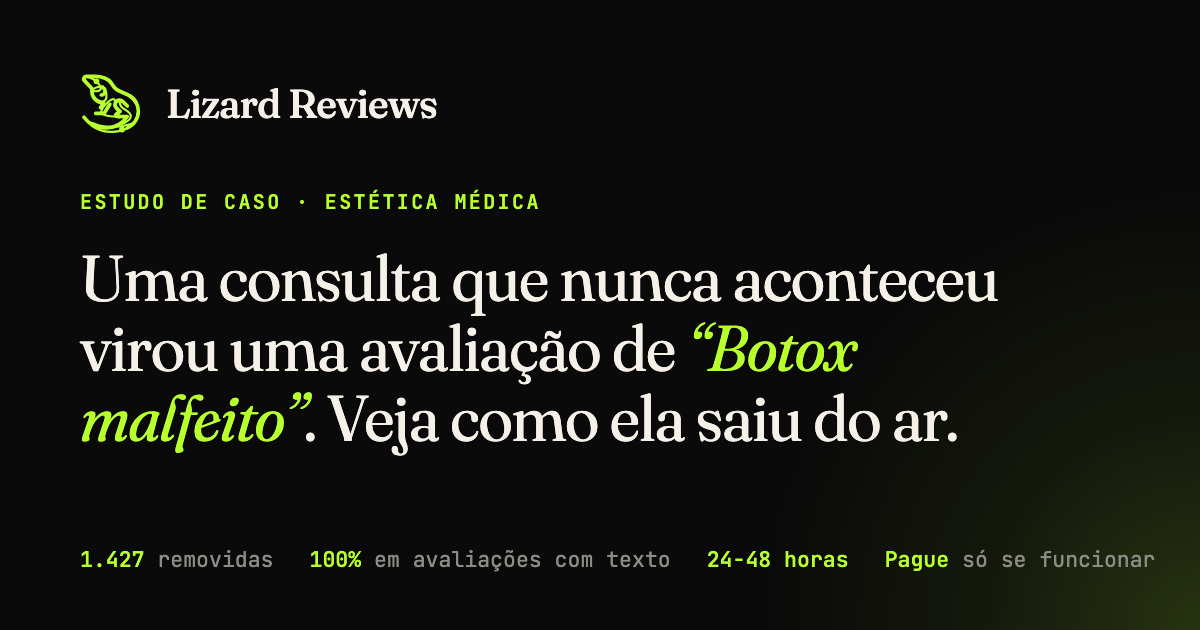 Lizard Reviews
ESTUDO DE CASO · ESTÉTICA MÉDICA
Uma consulta que nunca aconteceu
virou uma avaliação de “Botox
malfeito”. Veja como ela saiu do ar.
1.427 removidas 100% em avaliações com texto 24-48 horas Pague só se funcionar